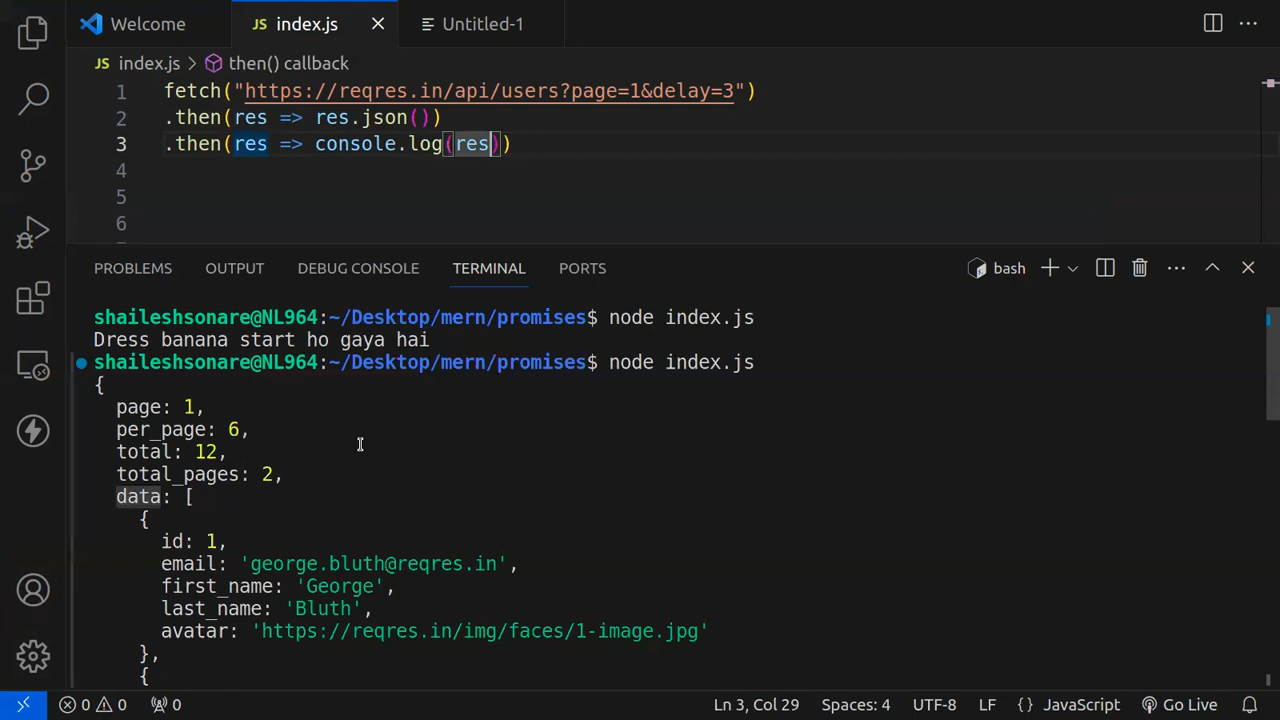 Welcome
JS index.js
Untitled-1
JS index.js > then() callback
1 fetch("https://reqres.in/api/users?page=1&delay=3")
2 .then(res => res.json())
3 .then(res => console.log(res))
4
5
6
PROBLEMS OUTPUT DEBUG CONSOLE TERMINAL PORTS bash
shaileshsonare@NL964:~/Desktop/mern/promises$ node index.js
Dress banana start ho gaya hai
shaileshsonare@NL964:~/Desktop/mern/promises$ node index.js
{
page: 1,
per_page: 6,
total: 12,
total_pages: 2,
data: [
{
id: 1,
email: 'george.bluth@reqres.in',
first_name: 'George',
last_name: 'Bluth',
avatar: 'https://reqres.in/img/faces/1-image.jpg'
},
{
0 0 0 Ln 3, Col 29 Spaces: 4 UTF-8 LF {} JavaScript Go Live